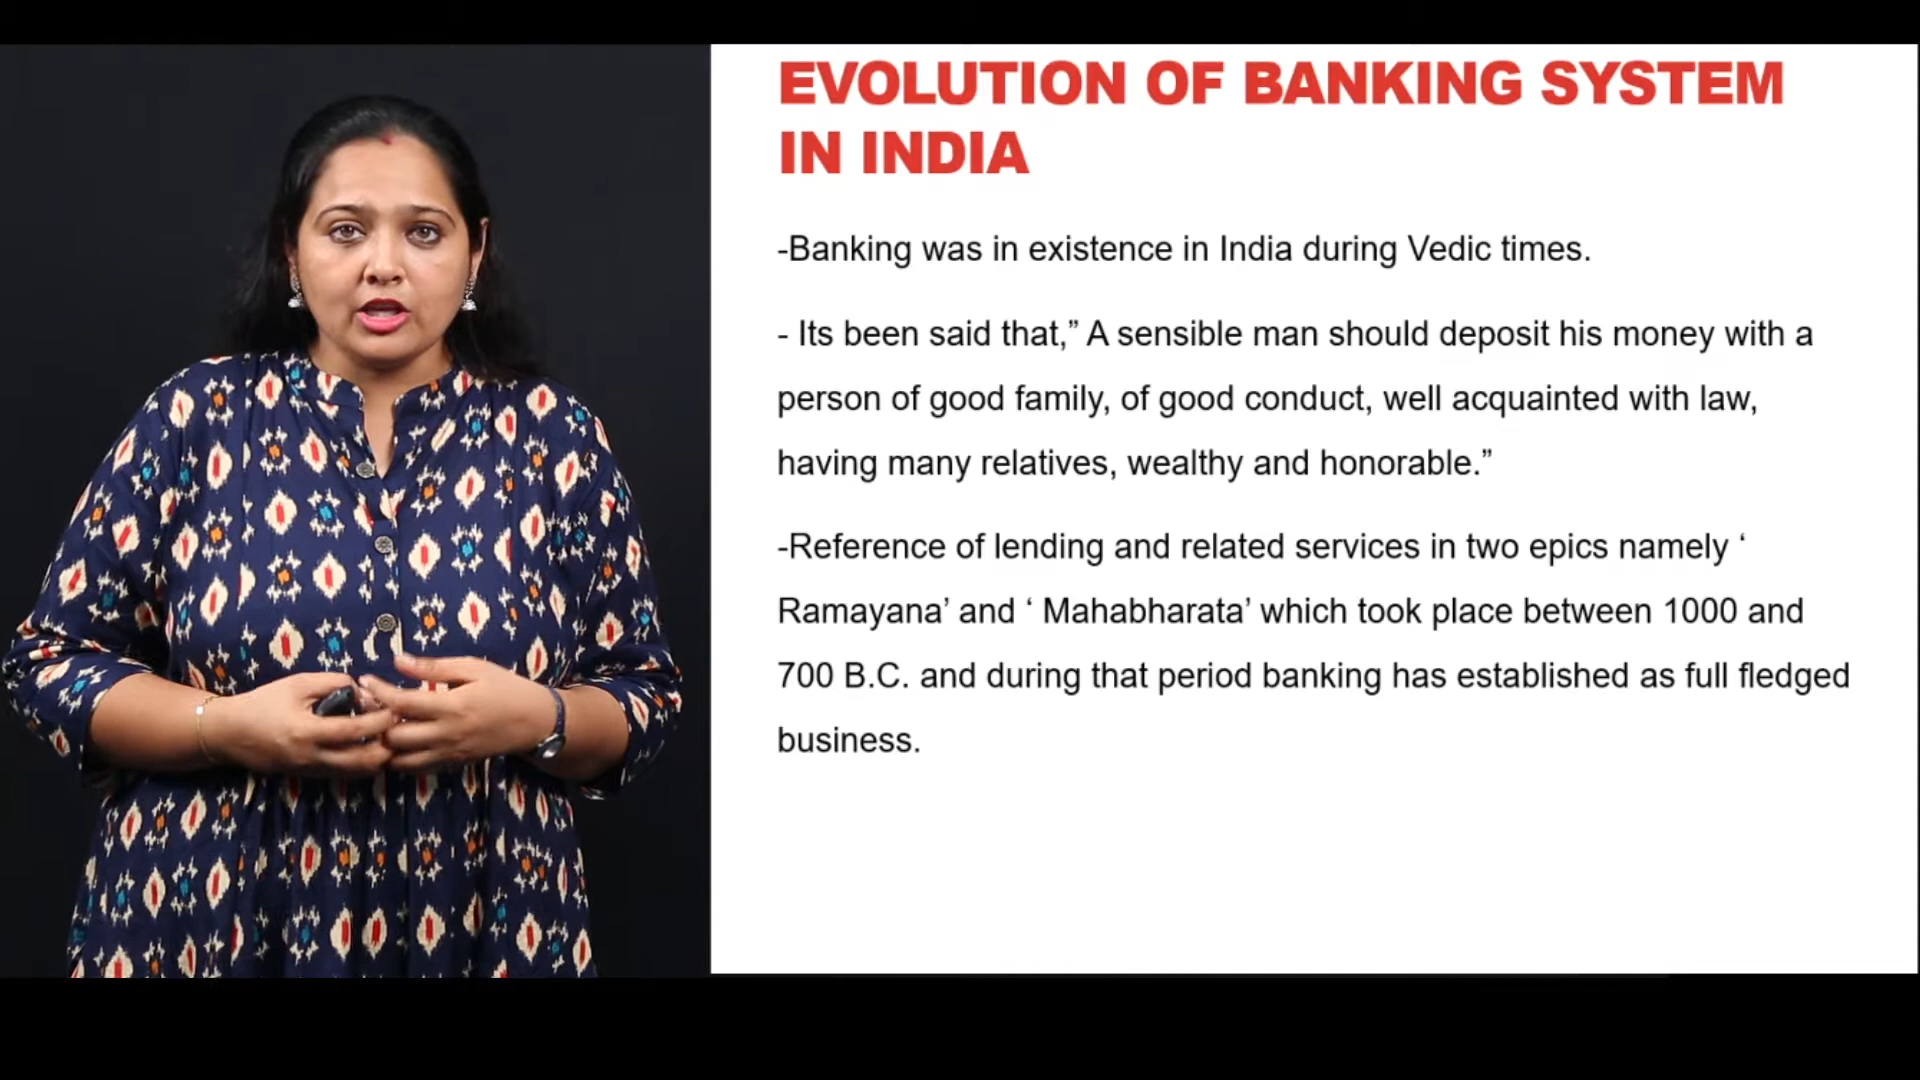 EVOLUTION OF BANKING SYSTEM
IN INDIA
-Banking was in existence in India during Vedic times.
- Its been said that,” A sensible man should deposit his money with a
person of good family, of good conduct, well acquainted with law,
having many relatives, wealthy and honorable.”
-Reference of lending and related services in two epics namely ‘
Ramayana’ and ‘ Mahabharata’ which took place between 1000 and
700 B.C. and during that period banking has established as full fledged
business.